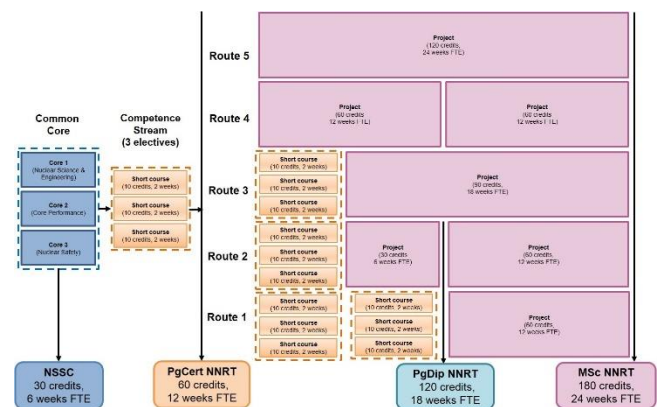 Common
Core
Core 1
(Nuclear Science &
Engineering)
Core 2
(Core Performance)
Core 3
(Nuclear Safety)
NSSC
30 credits,
6 weeks FTE
Competence
Stream
(3 electives)
Short course
(10 credits, 2 weeks)
Short course
(10 credits, 2 weeks)
Short course
(10 credits, 2 weeks)
PgCert NNRT
60 credits,
12 weeks FTE
Route 5
Project
(120 credits,
24 weeks FTE)
Route 4
Project
(60 credits
12 weeks FTE)
Project
(60 credits
12 weeks FTE)
Route 3
Short course
(10 credits, 2 weeks)
Short course
(10 credits, 2 weeks)
Short course
(10 credits, 2 weeks)
Project
(90 credits,
18 weeks FTE)
Route 2
Short course
(10 credits, 2 weeks)
Short course
(10 credits, 2 weeks)
Short course
(10 credits, 2 weeks)
Project
(30 credits
6 weeks FTE)
Project
(60 credits,
12 weeks FTE)
Route 1
Short course
(10 credits, 2 weeks)
Short course
(10 credits, 2 weeks)
Short course
(10 credits, 2 weeks)
Short course
(10 credits, 2 weeks)
Short course
(10 credits, 2 weeks)
Short course
(10 credits, 2 weeks)
Project
(60 credits,
12 weeks FTE)
PgDip NNRT
120 credits,
18 weeks FTE
MSc NNRT
180 credits,
24 weeks FTE